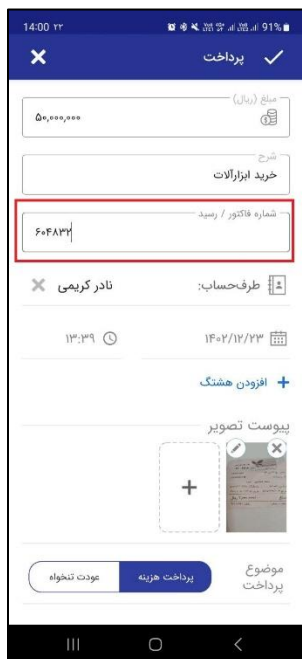 14:00 ۲۲ 91%
پرداخت
مبلغ (ریال)
۵۰,۰۰۰,۰۰۰
شرح
خرید ابزارآلات
شماره فاکتور / رسید
۶۰۴۸۳۲
طرف‌حساب: نادر کریمی
۱۴۰۲/۱۲/۲۳ ۱۳:۳۹
+ افزودن هشتگ
پیوست تصویر
+
موضوع پرداخت
پرداخت هزینه عودت تنخواه